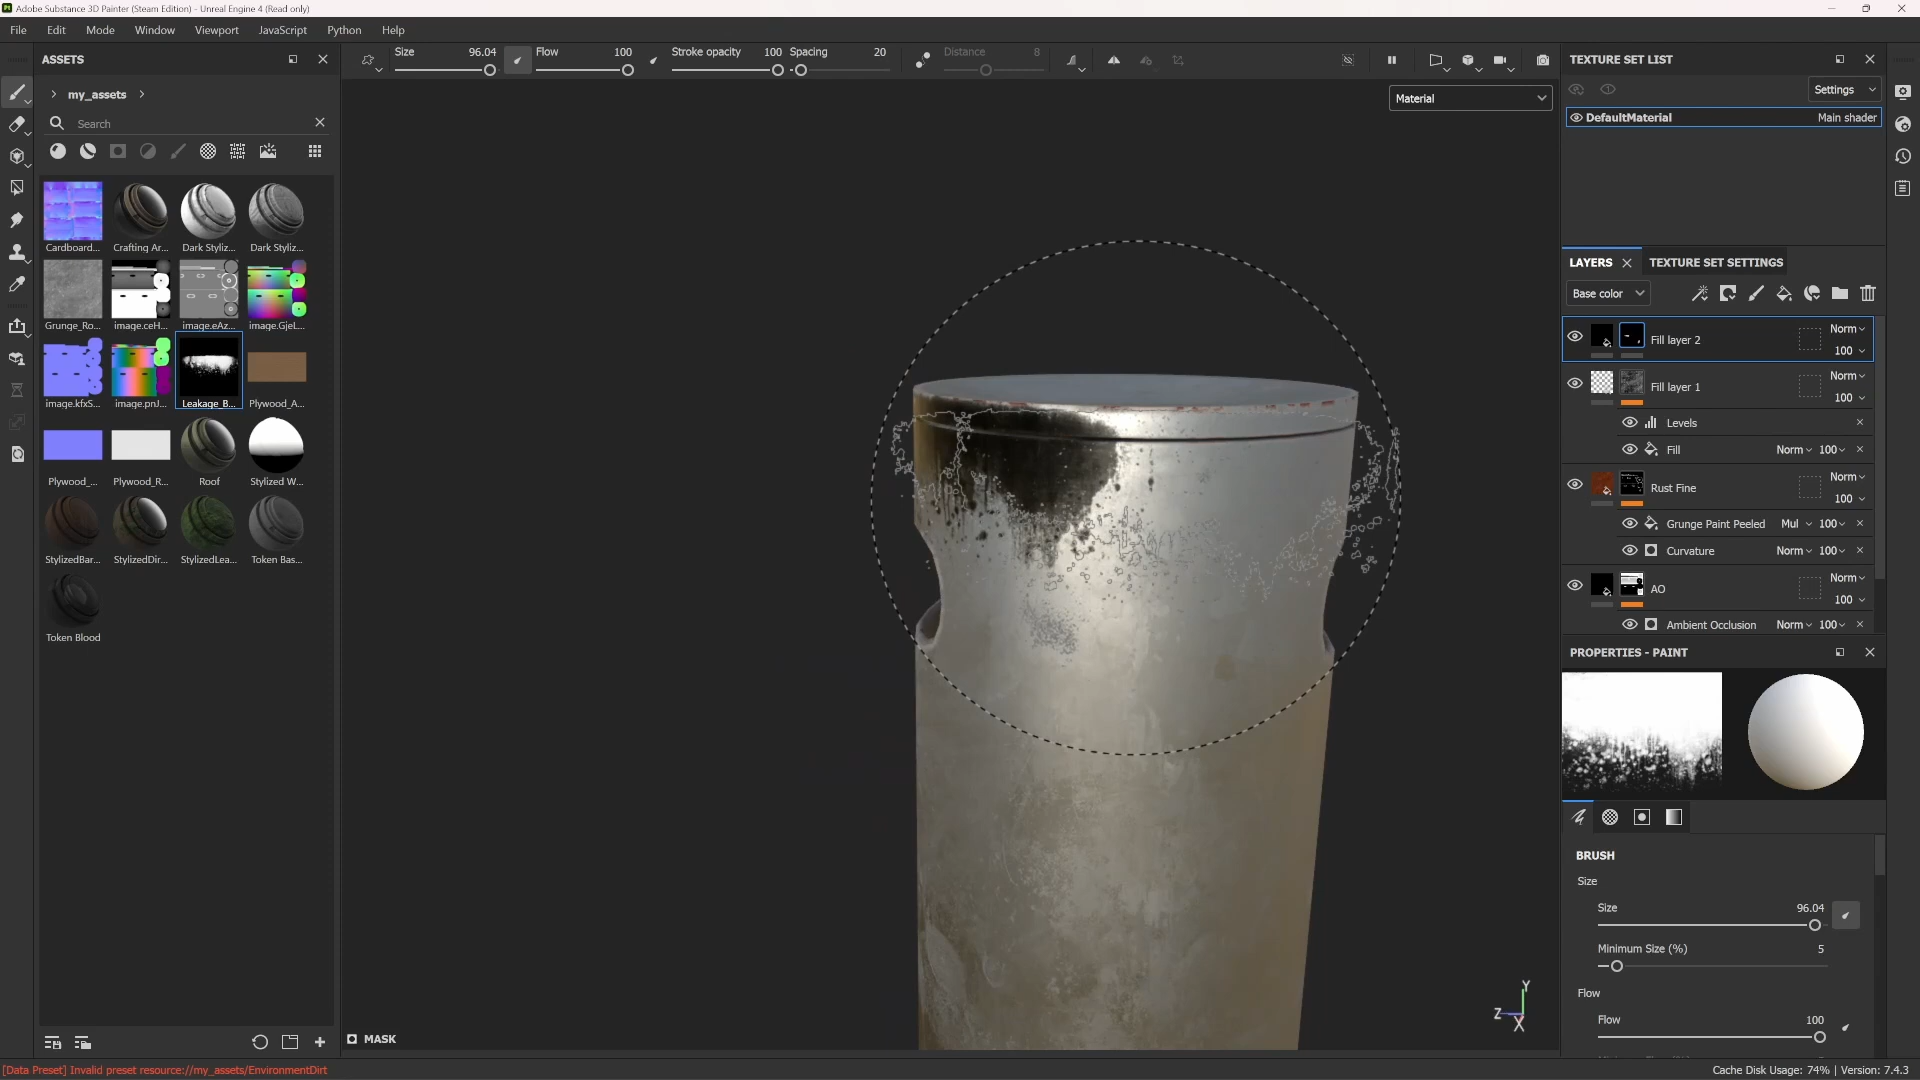 Adobe Substance 3D Painter (Steam Edition) - Unreal Engine 4 (Read only)
File Edit Mode Window Viewport JavaScript Python Help
ASSETS
Size 96.04 Flow 100 Stroke opacity 100 Spacing 20 Distance 8
TEXTURE SET LIST
my_assets
Settings
Search
Material
DefaultMaterial Main shader
Cardboard... Crafting Ar... Dark Styliz... Dark Styliz...
LAYERS TEXTURE SET SETTINGS
Base color
Grunge_Ro... image.ceH... image.eAz... image.GjeL...
Fill layer 2 Norm 100
Fill layer 1 Norm 100
image.kfxS... image.pnJ... Leakage_B... Plywood_A...
Levels
Fill Norm 100
Plywood_... Plywood_R... Roof Stylized W...
Rust Fine Norm 100
Grunge Paint Peeled Mul 100
StylizedBar... StylizedDir... StylizedLea... Token Bas...
Curvature Norm 100
AO Norm 100
Ambient Occlusion Norm 100
Token Blood
PROPERTIES - PAINT
BRUSH
Size
Size 96.04
Minimum Size (%) 5
Flow
Flow 100
Y
Z
X
MASK
[Data Preset] Invalid preset resource://my_assets/EnvironmentDirt
Cache Disk Usage: 74% | Version: 7.4.3